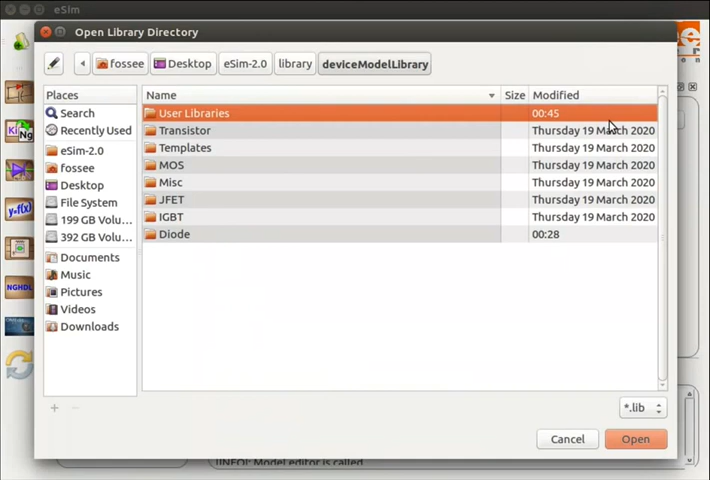 eSim
Open Library Directory
fossee Desktop eSim-2.0 library deviceModelLibrary
Places Name Size Modified
Search User Libraries 00:45
Recently Used Transistor Thursday 19 March 2020
eSim-2.0 Templates Thursday 19 March 2020
fossee MOS Thursday 19 March 2020
Desktop Misc Thursday 19 March 2020
File System JFET Thursday 19 March 2020
199 GB Volu... IGBT Thursday 19 March 2020
392 GB Volu... Diode 00:28
Documents
Music
Pictures
Videos
Downloads
*.lib
Cancel Open
[INFO]: Model editor is called
Ki
Ng
y=f(x)
NGHDL